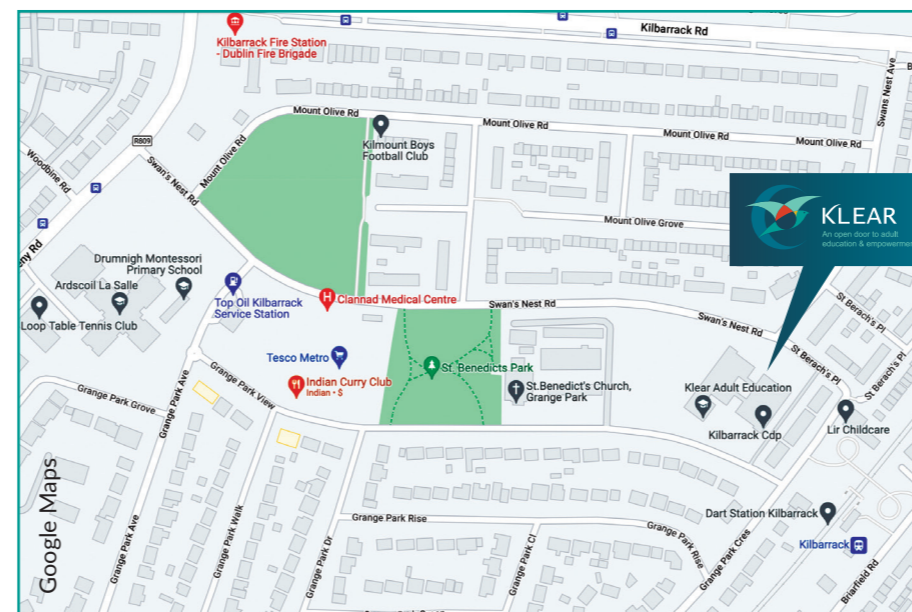 Kilbarrack Rd
Kilbarrack Fire Station
- Dublin Fire Brigade
Swans Nest Ave
Mount Olive Rd
Mount Olive Rd
Mount Olive Rd
Mount Olive Rd
R809
Kilmount Boys
Football Club
Woodbine Rd
Swan's Nest Rd
KLEAR
An open door to adult
education & empowerment
Mount Olive Grove
Drumnigh Montessori
Primary School
Ardscoil La Salle
Loop Table Tennis Club
Top Oil Kilbarrack
Service Station
Clannad Medical Centre
Swan's Nest Rd
Swan's Nest Rd
St Berach's Pl
St Berach's Pl
St Berach's Pl
Tesco Metro
Indian Curry Club
Indian • $
St. Benedicts Park
St.Benedict's Church,
Grange Park
Klear Adult Education
Kilbarrack Cdp
Lir Childcare
Grange Park View
Grange Park Grove
Grange Park Ave
Grange Park Ave
Grange Park Walk
Grange Park Dr
Grange Park Rise
Grange Park Ct
Grange Park Rise
Grange Park Cres
Dart Station Kilbarrack
Kilbarrack
Briarfield Rd
Google Maps